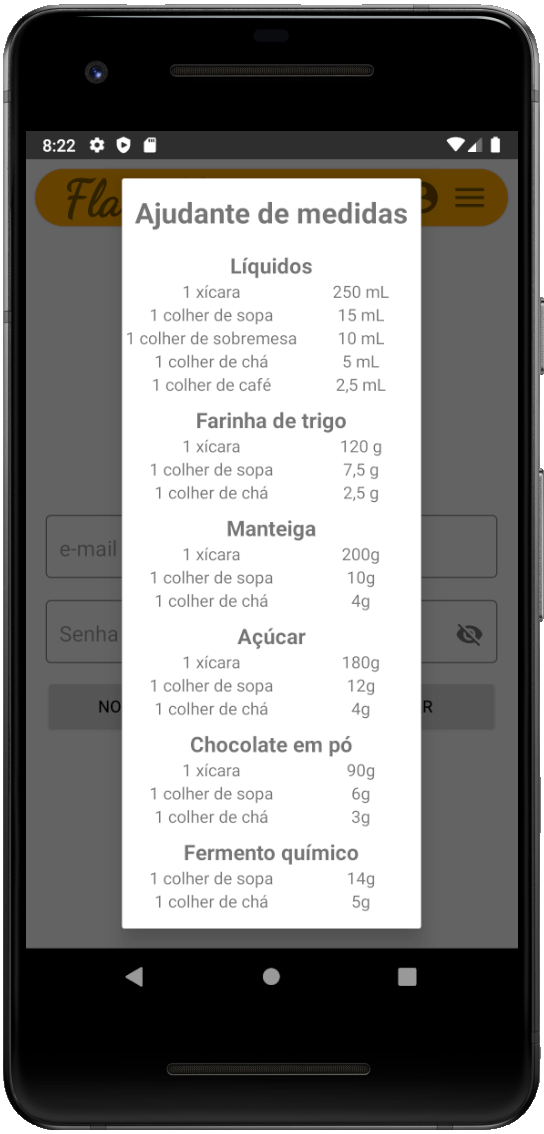 8:22
Fla
Ajudante de medidas
Líquidos
1 xícara 250 mL
1 colher de sopa 15 mL
1 colher de sobremesa 10 mL
1 colher de chá 5 mL
1 colher de café 2,5 mL
Farinha de trigo
1 xícara 120 g
1 colher de sopa 7,5 g
1 colher de chá 2,5 g
Manteiga
1 xícara 200g
1 colher de sopa 10g
1 colher de chá 4g
e-mail
Açúcar
1 xícara 180g
1 colher de sopa 12g
1 colher de chá 4g
Senha
NO R
Chocolate em pó
1 xícara 90g
1 colher de sopa 6g
1 colher de chá 3g
Fermento químico
1 colher de sopa 14g
1 colher de chá 5g